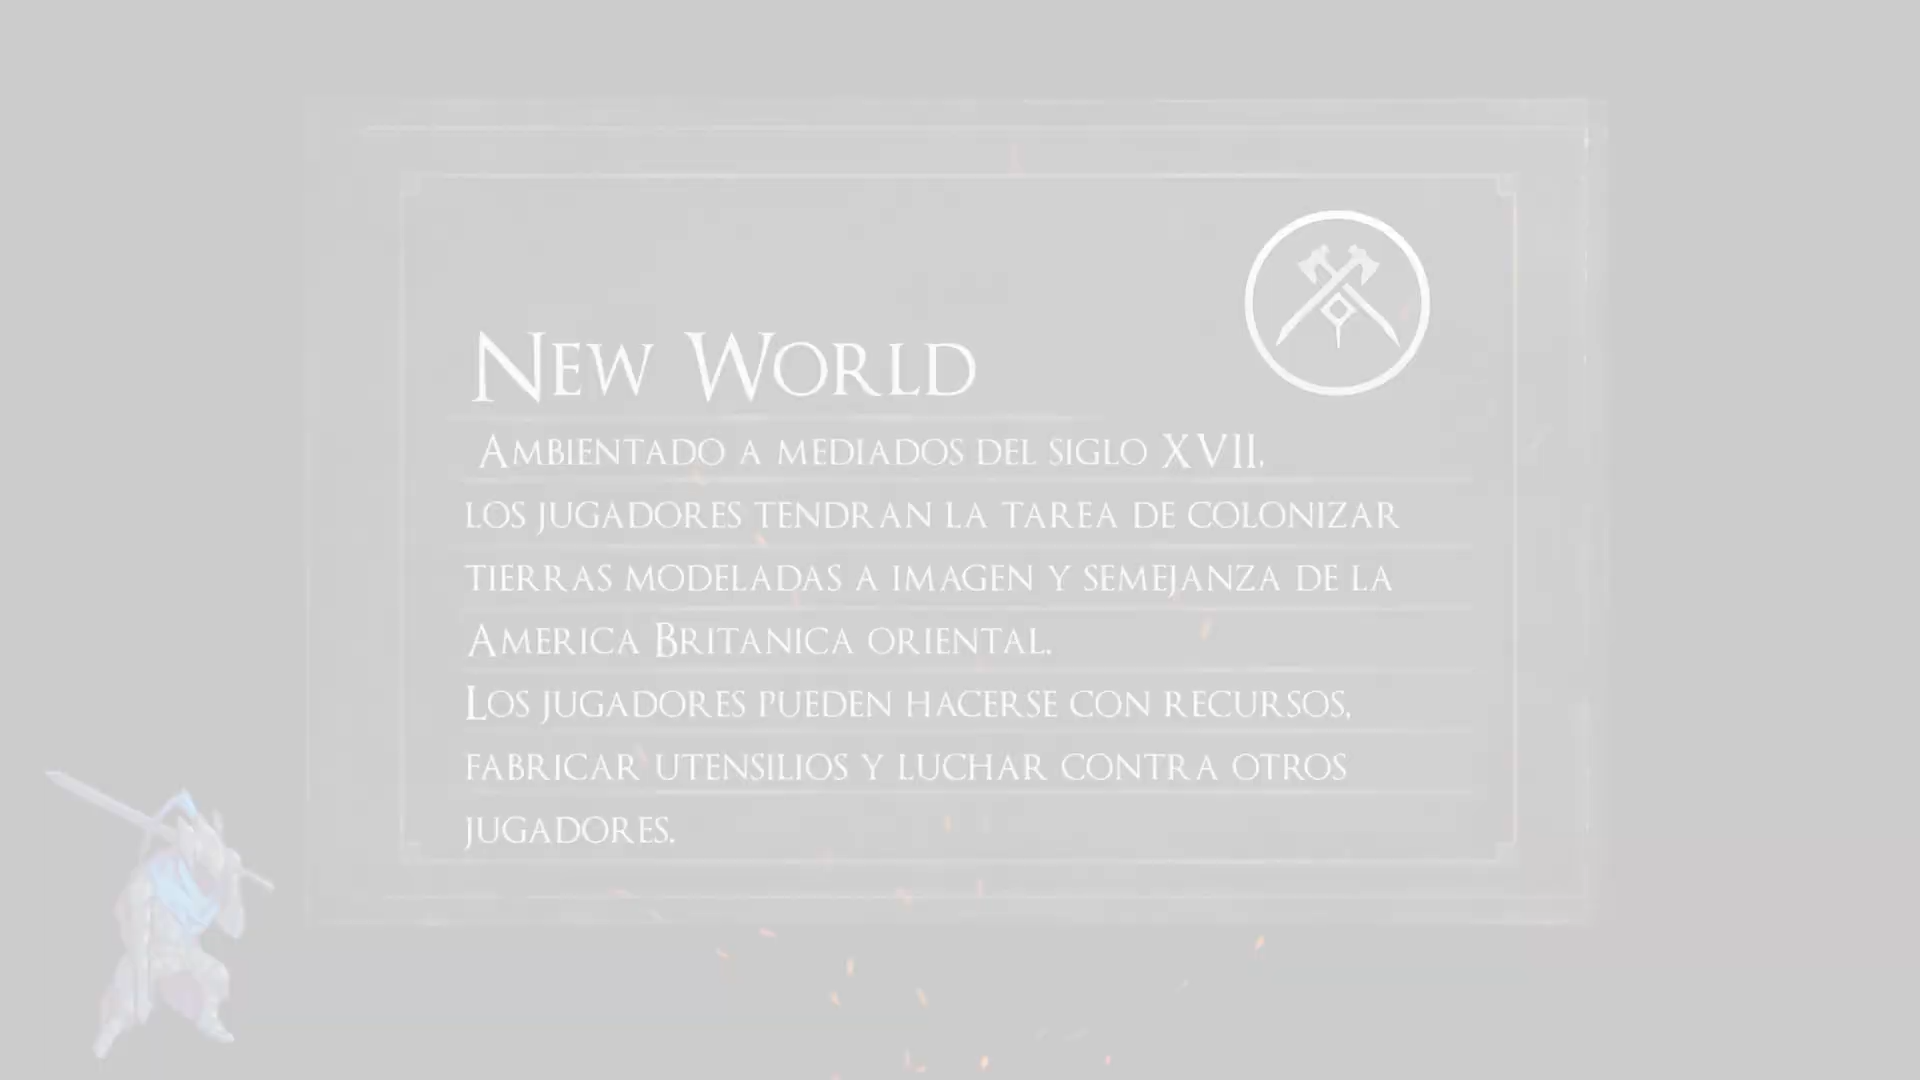 New World
Ambientado a mediados del siglo XVII,
los jugadores tendran la tarea de colonizar
tierras modeladas a imagen y semejanza de la
America Britanica oriental.
Los jugadores pueden hacerse con recursos,
fabricar utensilios y luchar contra otros
jugadores.